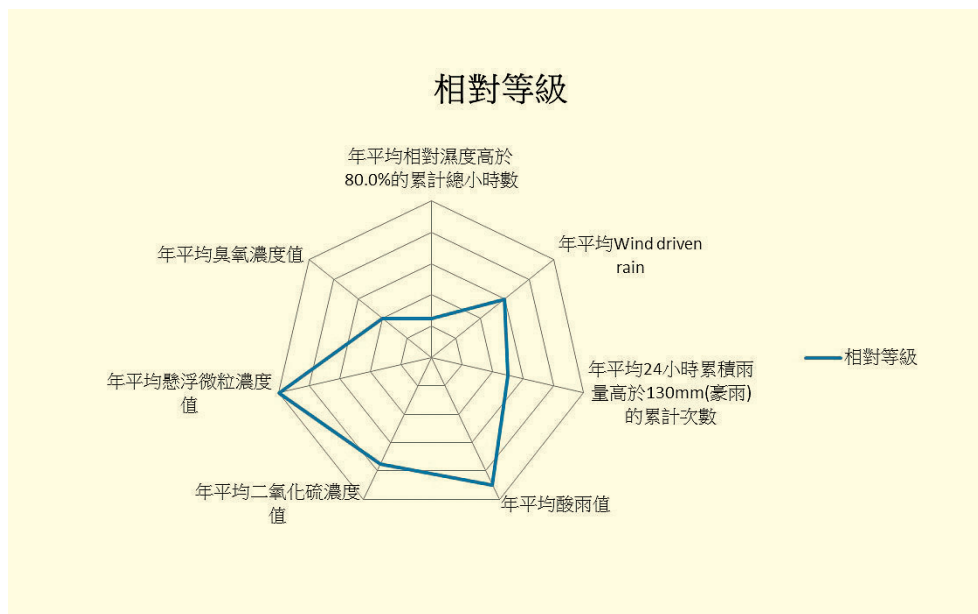 相對等級
年平均相對濕度高於
80.0%的累計總小時數
年平均臭氧濃度值
年平均Wind driven
rain
相對等級
年平均24小時累積雨
量高於130mm(豪雨)
的累計次數
年平均懸浮微粒濃度
值
年平均二氧化硫濃度
值
年平均酸雨值